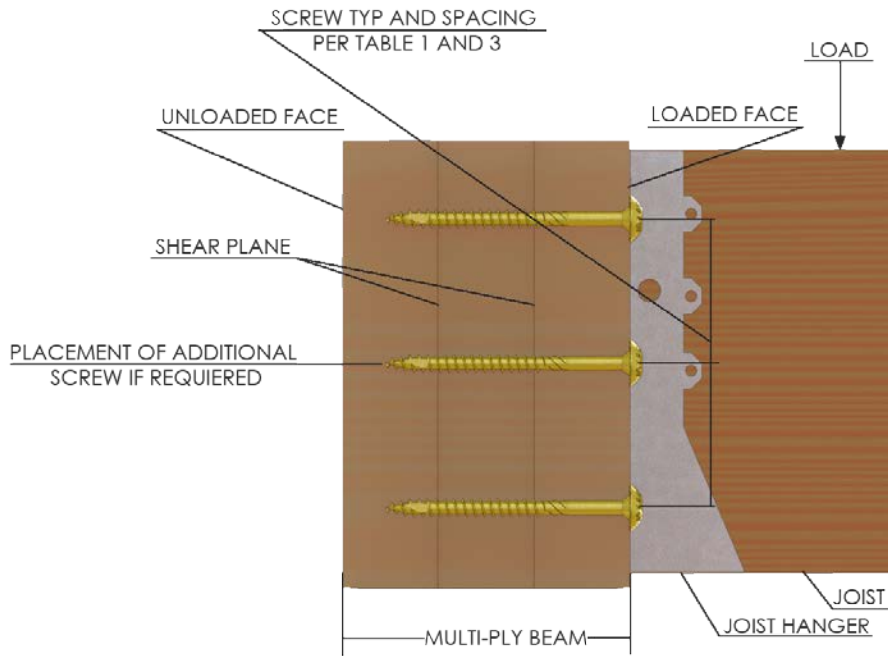 SCREW TYP AND SPACING
PER TABLE 1 AND 3
LOAD
UNLOADED FACE
LOADED FACE
SHEAR PLANE
PLACEMENT OF ADDITIONAL
SCREW IF REQUIERED
JOIST
JOIST HANGER
MULTI-PLY BEAM